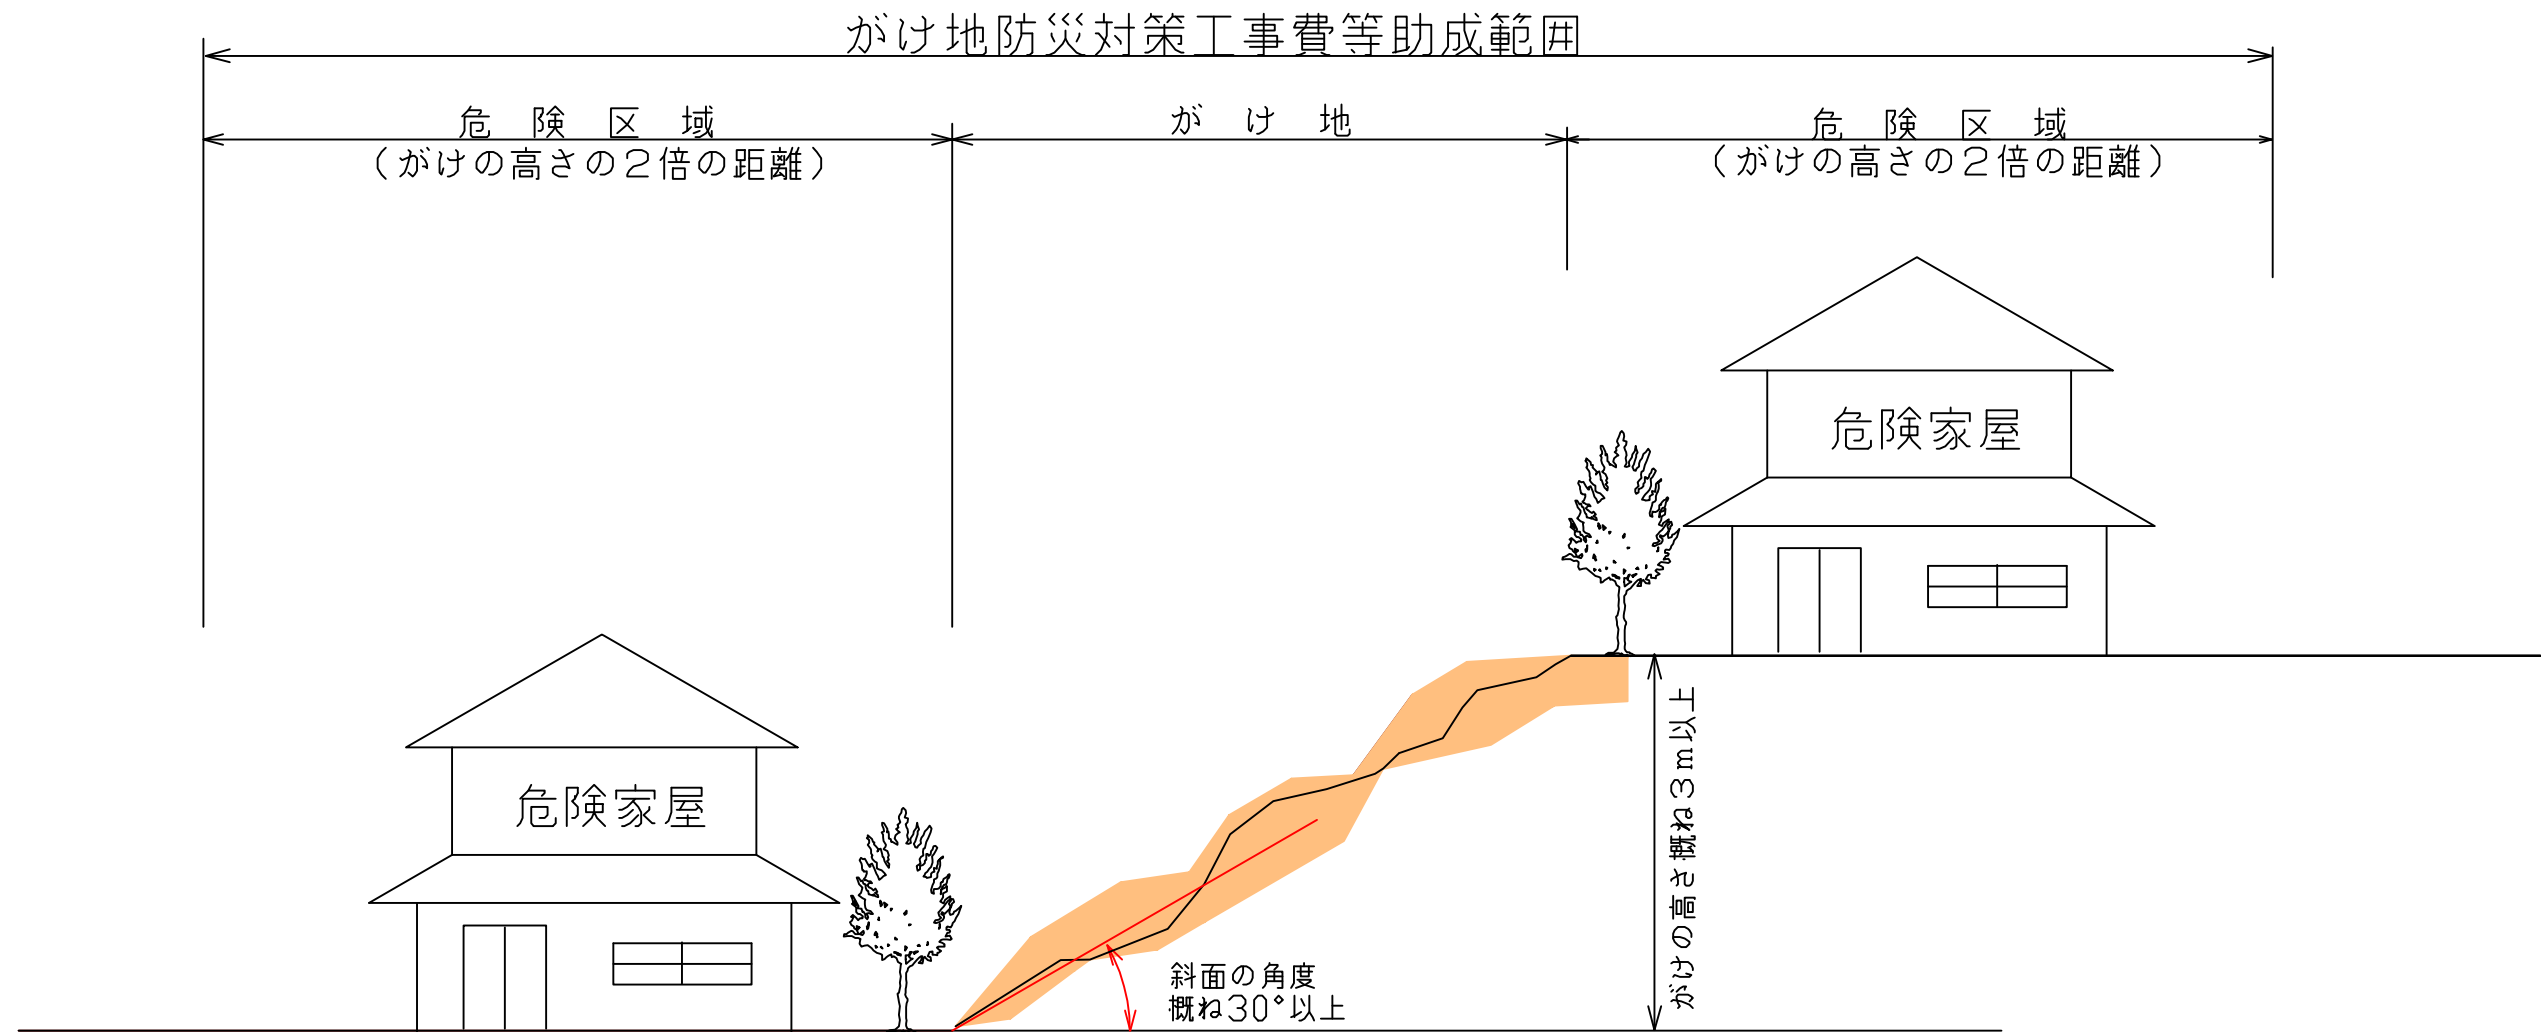 がけ地防災対策工事費等助成範囲
危険区域
(がけの高さの2倍の距離)
がけ地
危険区域
(がけの高さの2倍の距離)
危険家屋
危険家屋
がけの高さ概ね3m以上
斜面の角度
概ね30°以上